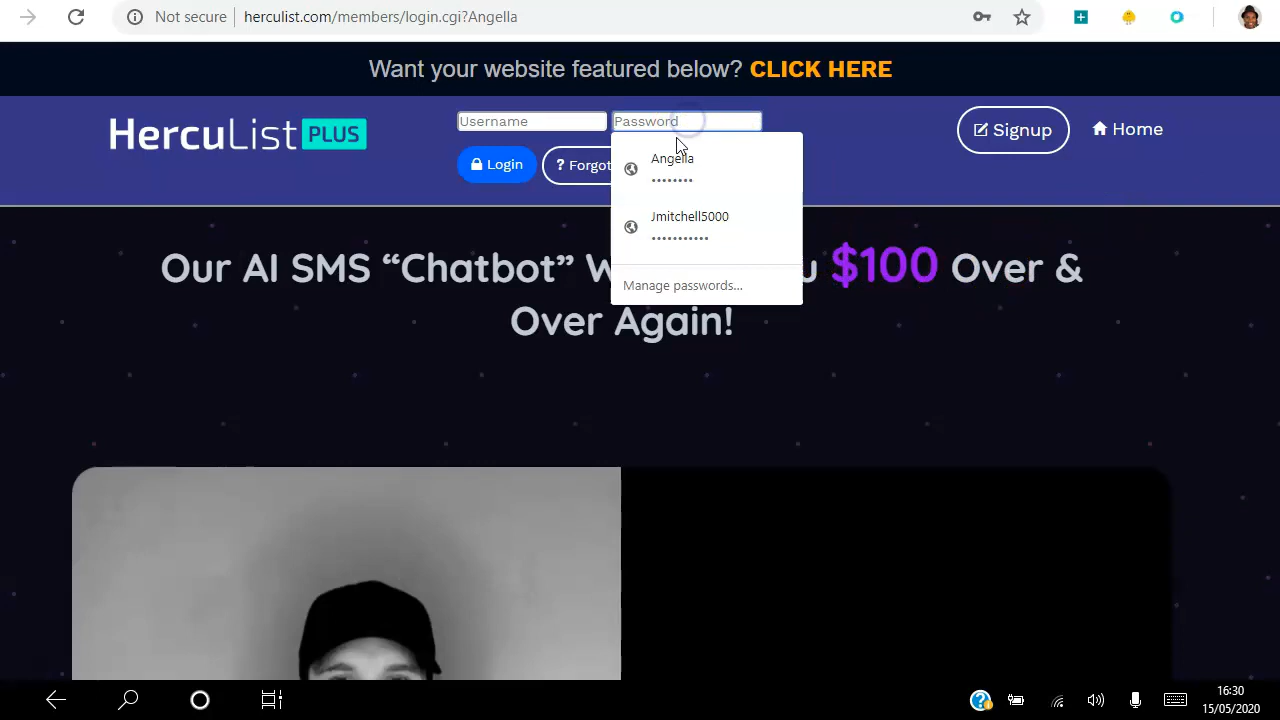 Not secure herculist.com/members/login.cgi?Angella
Want your website featured below? CLICK HERE
HercuList PLUS
Username
Password
Signup
Home
Login
? Forgot
Angella
••••••••
Jmitchell5000
•••••••••••
Manage passwords...
Our AI SMS “Chatbot” W u $100 Over &
Over Again!
16:30
15/05/2020